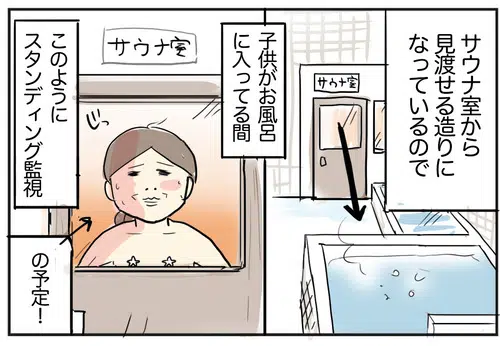 サウナ室から
見渡せる造りに
なっているので
サウナ室
子供がお風呂
に入ってる間
サウナ室
じっ
このように
スタンディング監視
の予定!